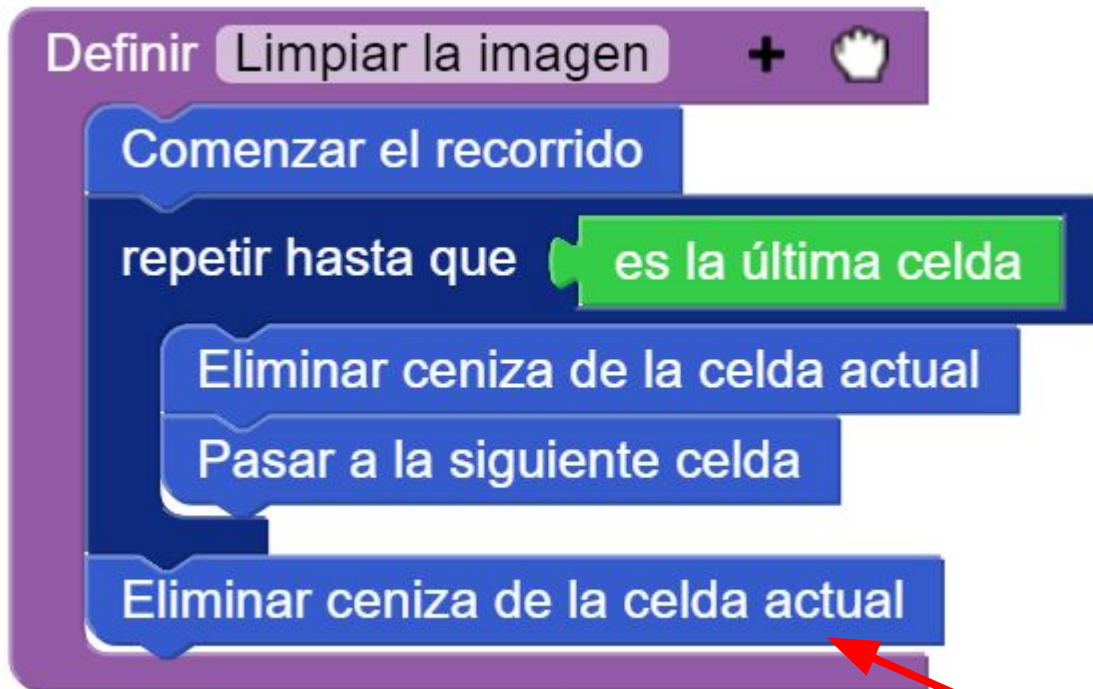 Definir Limpiar la imagen +
Comenzar el recorrido
repetir hasta que es la última celda
Eliminar ceniza de la celda actual
Pasar a la siguiente celda
Eliminar ceniza de la celda actual